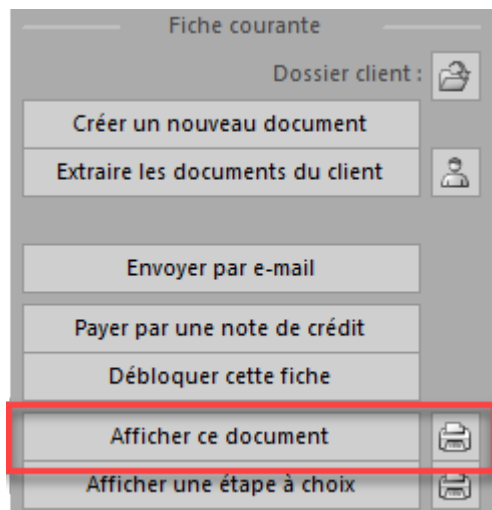 Fiche courante
Dossier client :
Créer un nouveau document
Extraire les documents du client
Envoyer par e-mail
Payer par une note de crédit
Débloquer cette fiche
Afficher ce document
Afficher une étape à choix